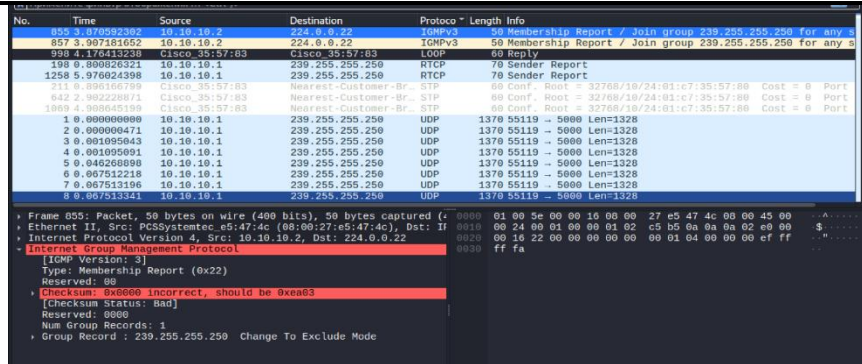 No. Time Source Destination Protoco Length Info
855 3.870592302 10.10.10.2 224.0.0.22 IGMPv3 50 Membership Report / Join group 239.255.255.250 for any s
857 3.907181652 10.10.10.2 224.0.0.22 IGMPv3 50 Membership Report / Join group 239.255.255.250 for any s
998 4.176413238 Cisco_35:57:83 Cisco_35:57:83 LOOP 60 Reply
198 0.800826321 10.10.10.1 239.255.255.250 RTCP 70 Sender Report
1258 5.976024398 10.10.10.1 239.255.255.250 RTCP 70 Sender Report
211 0.896166799 Cisco_35:57:83 Nearest-Customer-Br… STP 60 Conf. Root = 32768/10/24:01:c7:35:57:80 Cost = 0 Port
642 2.902228871 Cisco_35:57:83 Nearest-Customer-Br… STP 60 Conf. Root = 32768/10/24:01:c7:35:57:80 Cost = 0 Port
1069 4.908645199 Cisco_35:57:83 Nearest-Customer-Br… STP 60 Conf. Root = 32768/10/24:01:c7:35:57:80 Cost = 0 Port
1 0.000000000 10.10.10.1 239.255.255.250 UDP 1370 55119 → 5000 Len=1328
2 0.000000471 10.10.10.1 239.255.255.250 UDP 1370 55119 → 5000 Len=1328
3 0.001095043 10.10.10.1 239.255.255.250 UDP 1370 55119 → 5000 Len=1328
4 0.001095091 10.10.10.1 239.255.255.250 UDP 1370 55119 → 5000 Len=1328
5 0.046268898 10.10.10.1 239.255.255.250 UDP 1370 55119 → 5000 Len=1328
6 0.067512218 10.10.10.1 239.255.255.250 UDP 1370 55119 → 5000 Len=1328
7 0.067513196 10.10.10.1 239.255.255.250 UDP 1370 55119 → 5000 Len=1328
8 0.067513341 10.10.10.1 239.255.255.250 UDP 1370 55119 → 5000 Len=1328
Frame 855: Packet, 50 bytes on wire (400 bits), 50 bytes captured (4
Ethernet II, Src: PCSSystemtec_e5:47:4c (08:00:27:e5:47:4c), Dst: IP
Internet Protocol Version 4, Src: 10.10.10.2, Dst: 224.0.0.22
Internet Group Management Protocol
[IGMP Version: 3]
Type: Membership Report (0x22)
Reserved: 00
Checksum: 0x0000 incorrect, should be 0xea03
[Checksum Status: Bad]
Reserved: 0000
Num Group Records: 1
Group Record : 239.255.255.250 Change To Exclude Mode
0000 01 00 5e 00 00 16 08 00 27 e5 47 4c 08 00 45 00 ··^·····
0010 00 24 00 01 00 00 01 02 c5 b5 0a 0a 0a 02 e0 00 ·$······
0020 00 16 22 00 00 00 00 00 00 01 04 00 00 00 ef ff ··"·····
0030 ff fa ··